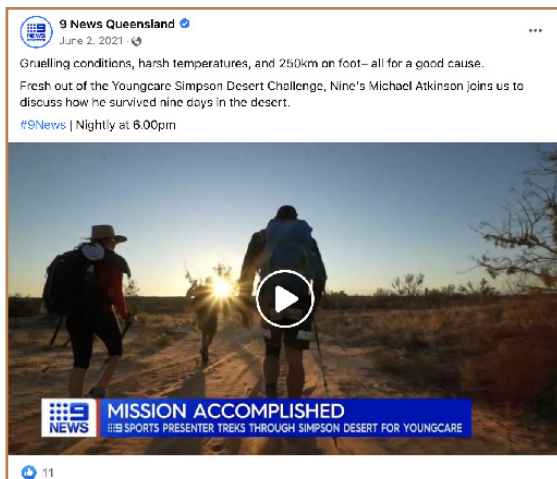 9 News Queensland
June 2, 2021 ·
Gruelling conditions, harsh temperatures, and 250km on foot– all for a good cause.
Fresh out of the Youngcare Simpson Desert Challenge, Nine's Michael Atkinson joins us to
discuss how he survived nine days in the desert.
#9News | Nightly at 6.00pm
9 NEWS
MISSION ACCOMPLISHED
9 SPORTS PRESENTER TREKS THROUGH SIMPSON DESERT FOR YOUNGCARE
11